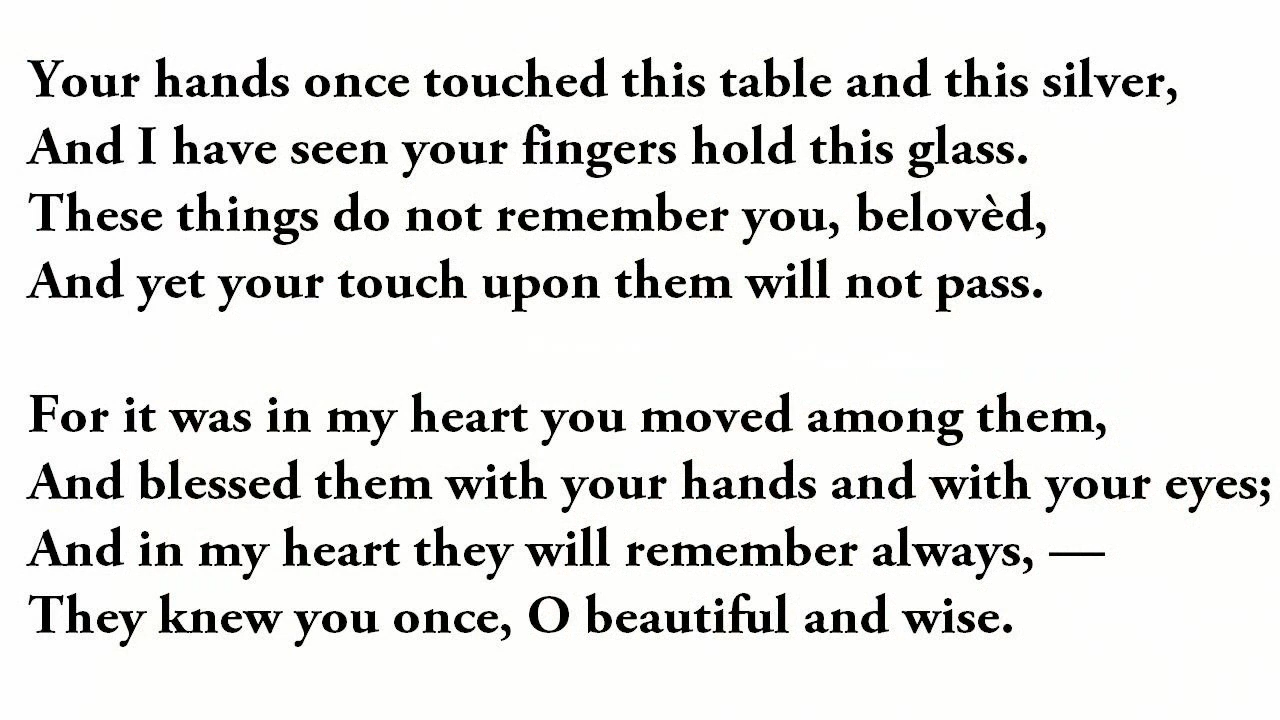 Your hands once touched this table and this silver,
And I have seen your fingers hold this glass.
These things do not remember you, belovèd,
And yet your touch upon them will not pass.

For it was in my heart you moved among them,
And blessed them with your hands and with your eyes;
And in my heart they will remember always, —
They knew you once, O beautiful and wise.